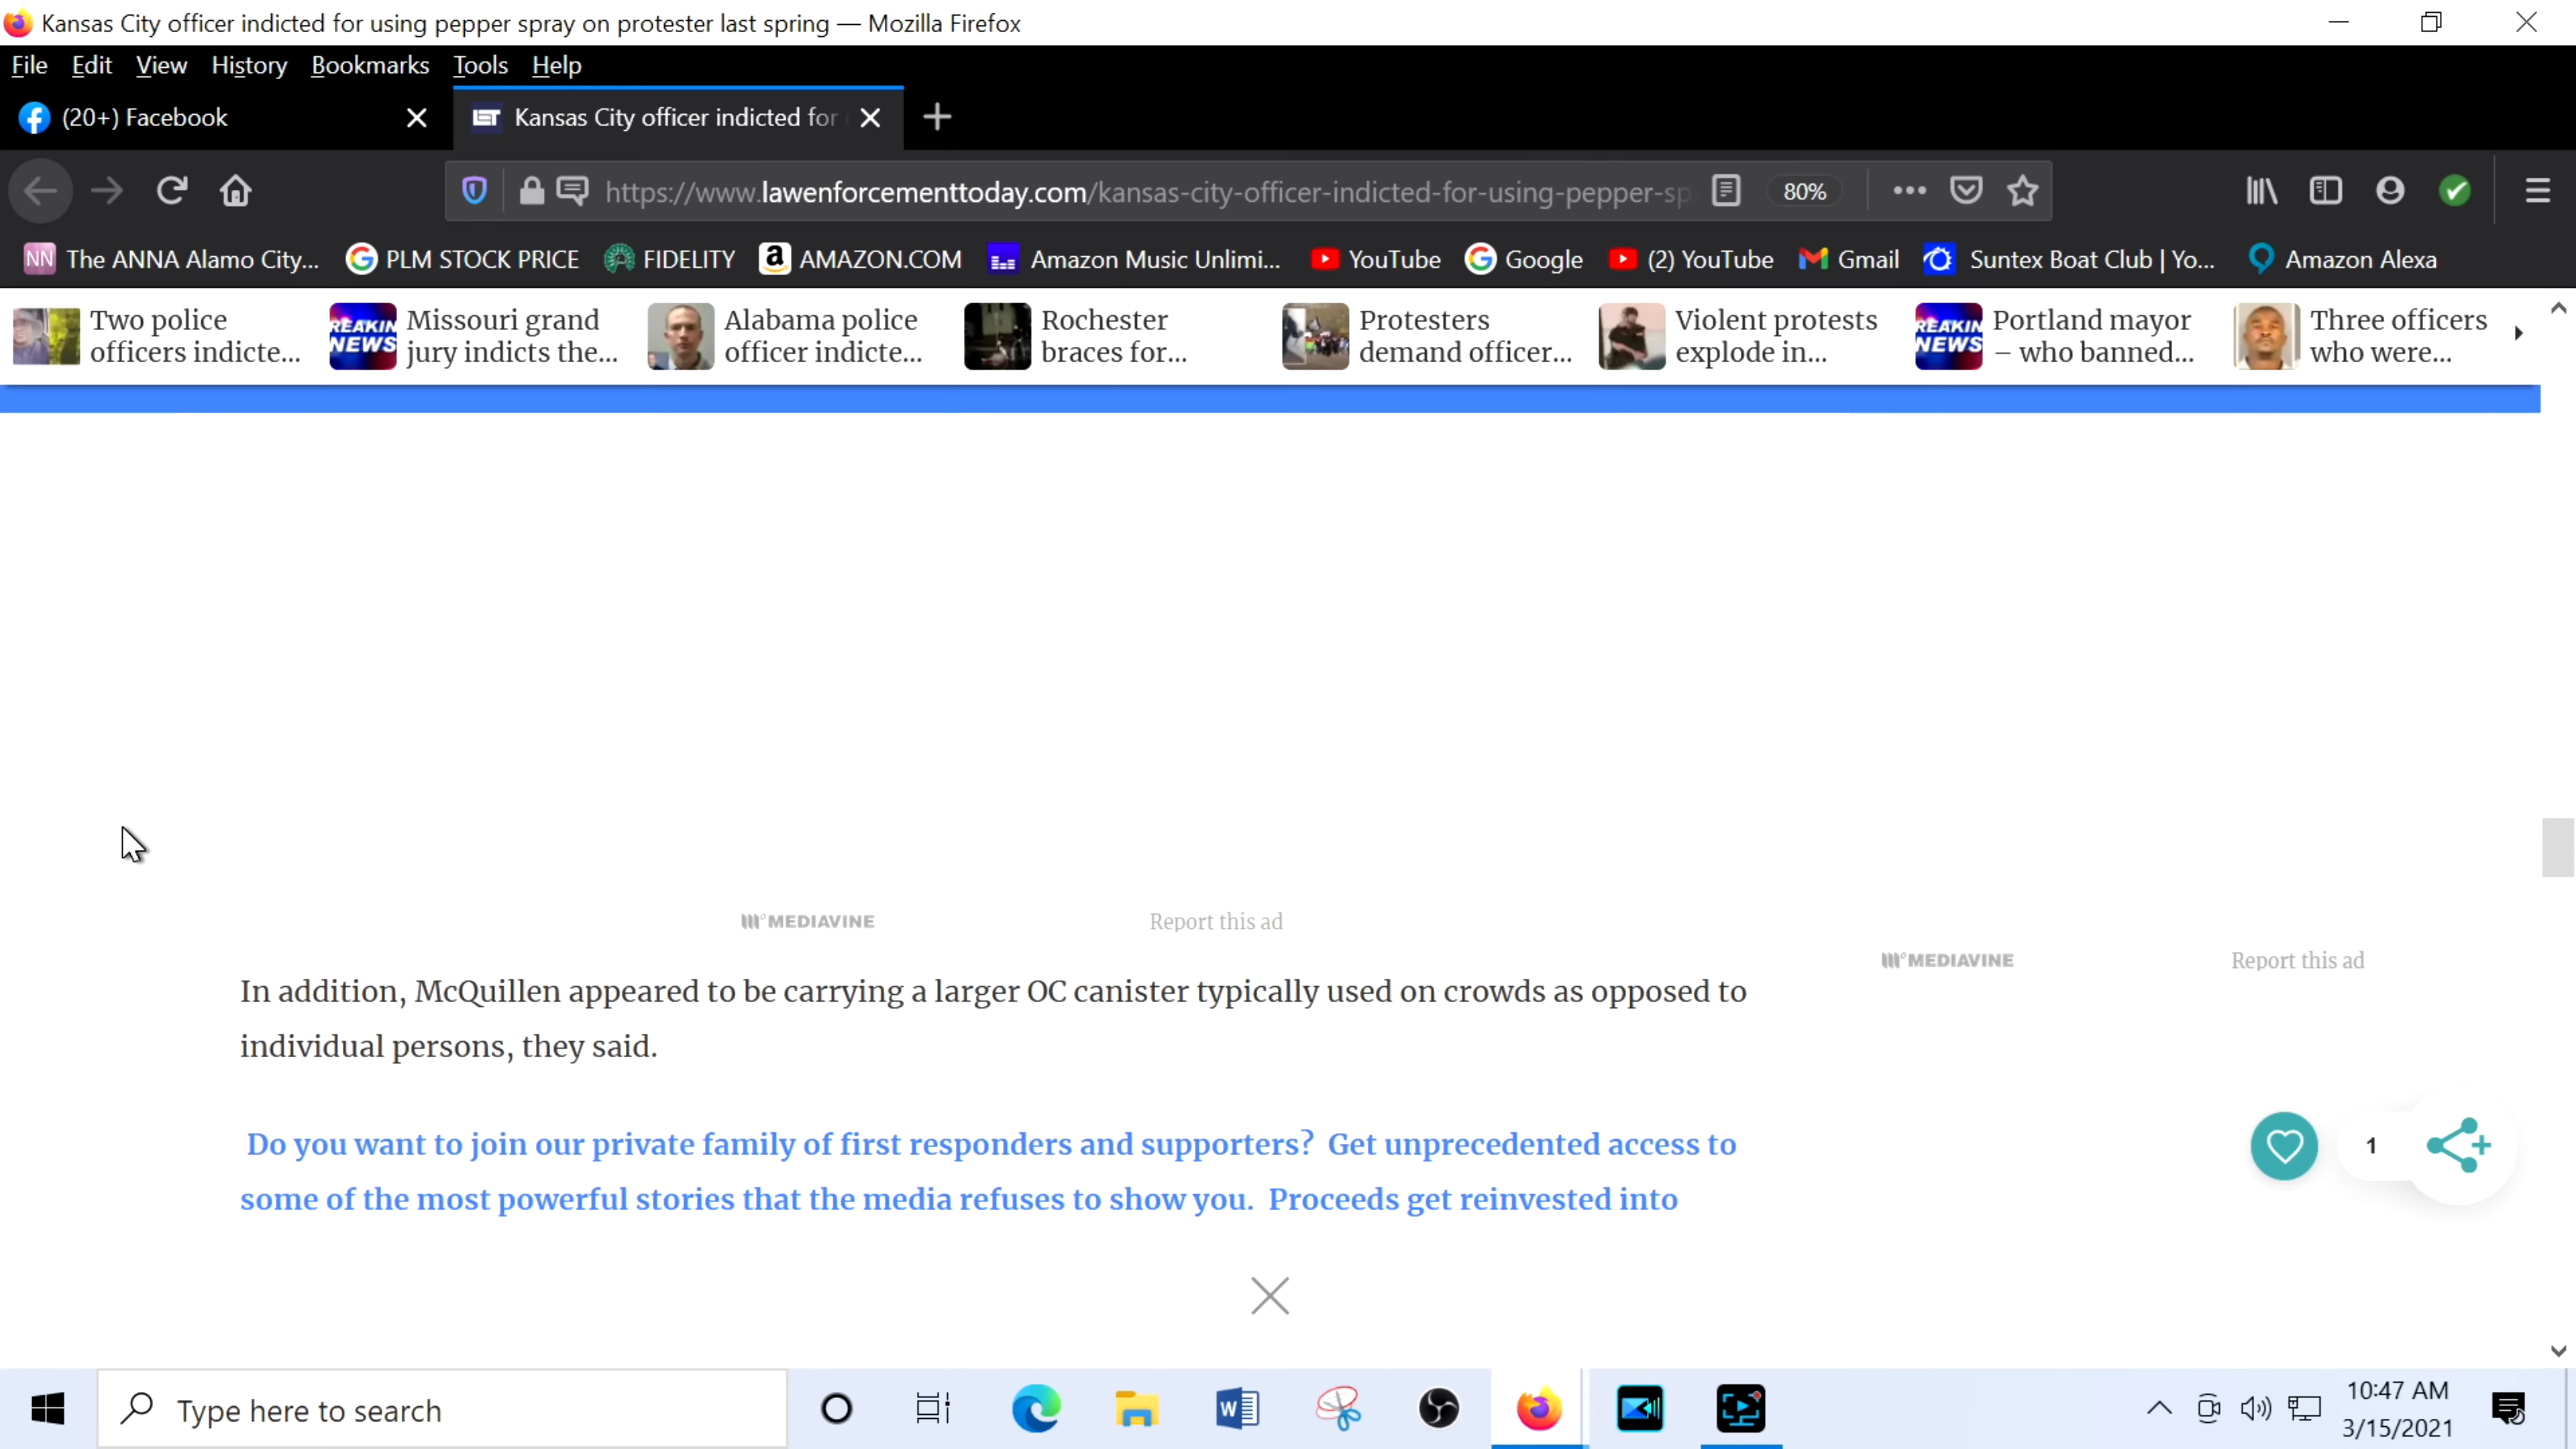 Kansas City officer indicted for using pepper spray on protester last spring — Mozilla Firefox
File Edit View History Bookmarks Tools Help
(20+) Facebook
LET Kansas City officer indicted for
https://www.lawenforcementtoday.com/kansas-city-officer-indicted-for-using-pepper-sp 80%
NN The ANNA Alamo City... PLM STOCK PRICE FIDELITY a AMAZON.COM Amazon Music Unlimi... YouTube Google (2) YouTube Gmail Suntex Boat Club | Yo... Amazon Alexa
Two police
officers indicte...
REAKIN
NEWS
Missouri grand
jury indicts the...
Alabama police
officer indicte...
Rochester
braces for...
Protesters
demand officer...
Violent protests
explode in...
REAKIN
NEWS
Portland mayor
– who banned...
Three officers
who were...
MEDIAVINE Report this ad
MEDIAVINE Report this ad
In addition, McQuillen appeared to be carrying a larger OC canister typically used on crowds as opposed to
individual persons, they said.
Do you want to join our private family of first responders and supporters? Get unprecedented access to
some of the most powerful stories that the media refuses to show you. Proceeds get reinvested into
1
Type here to search
W
10:47 AM
3/15/2021